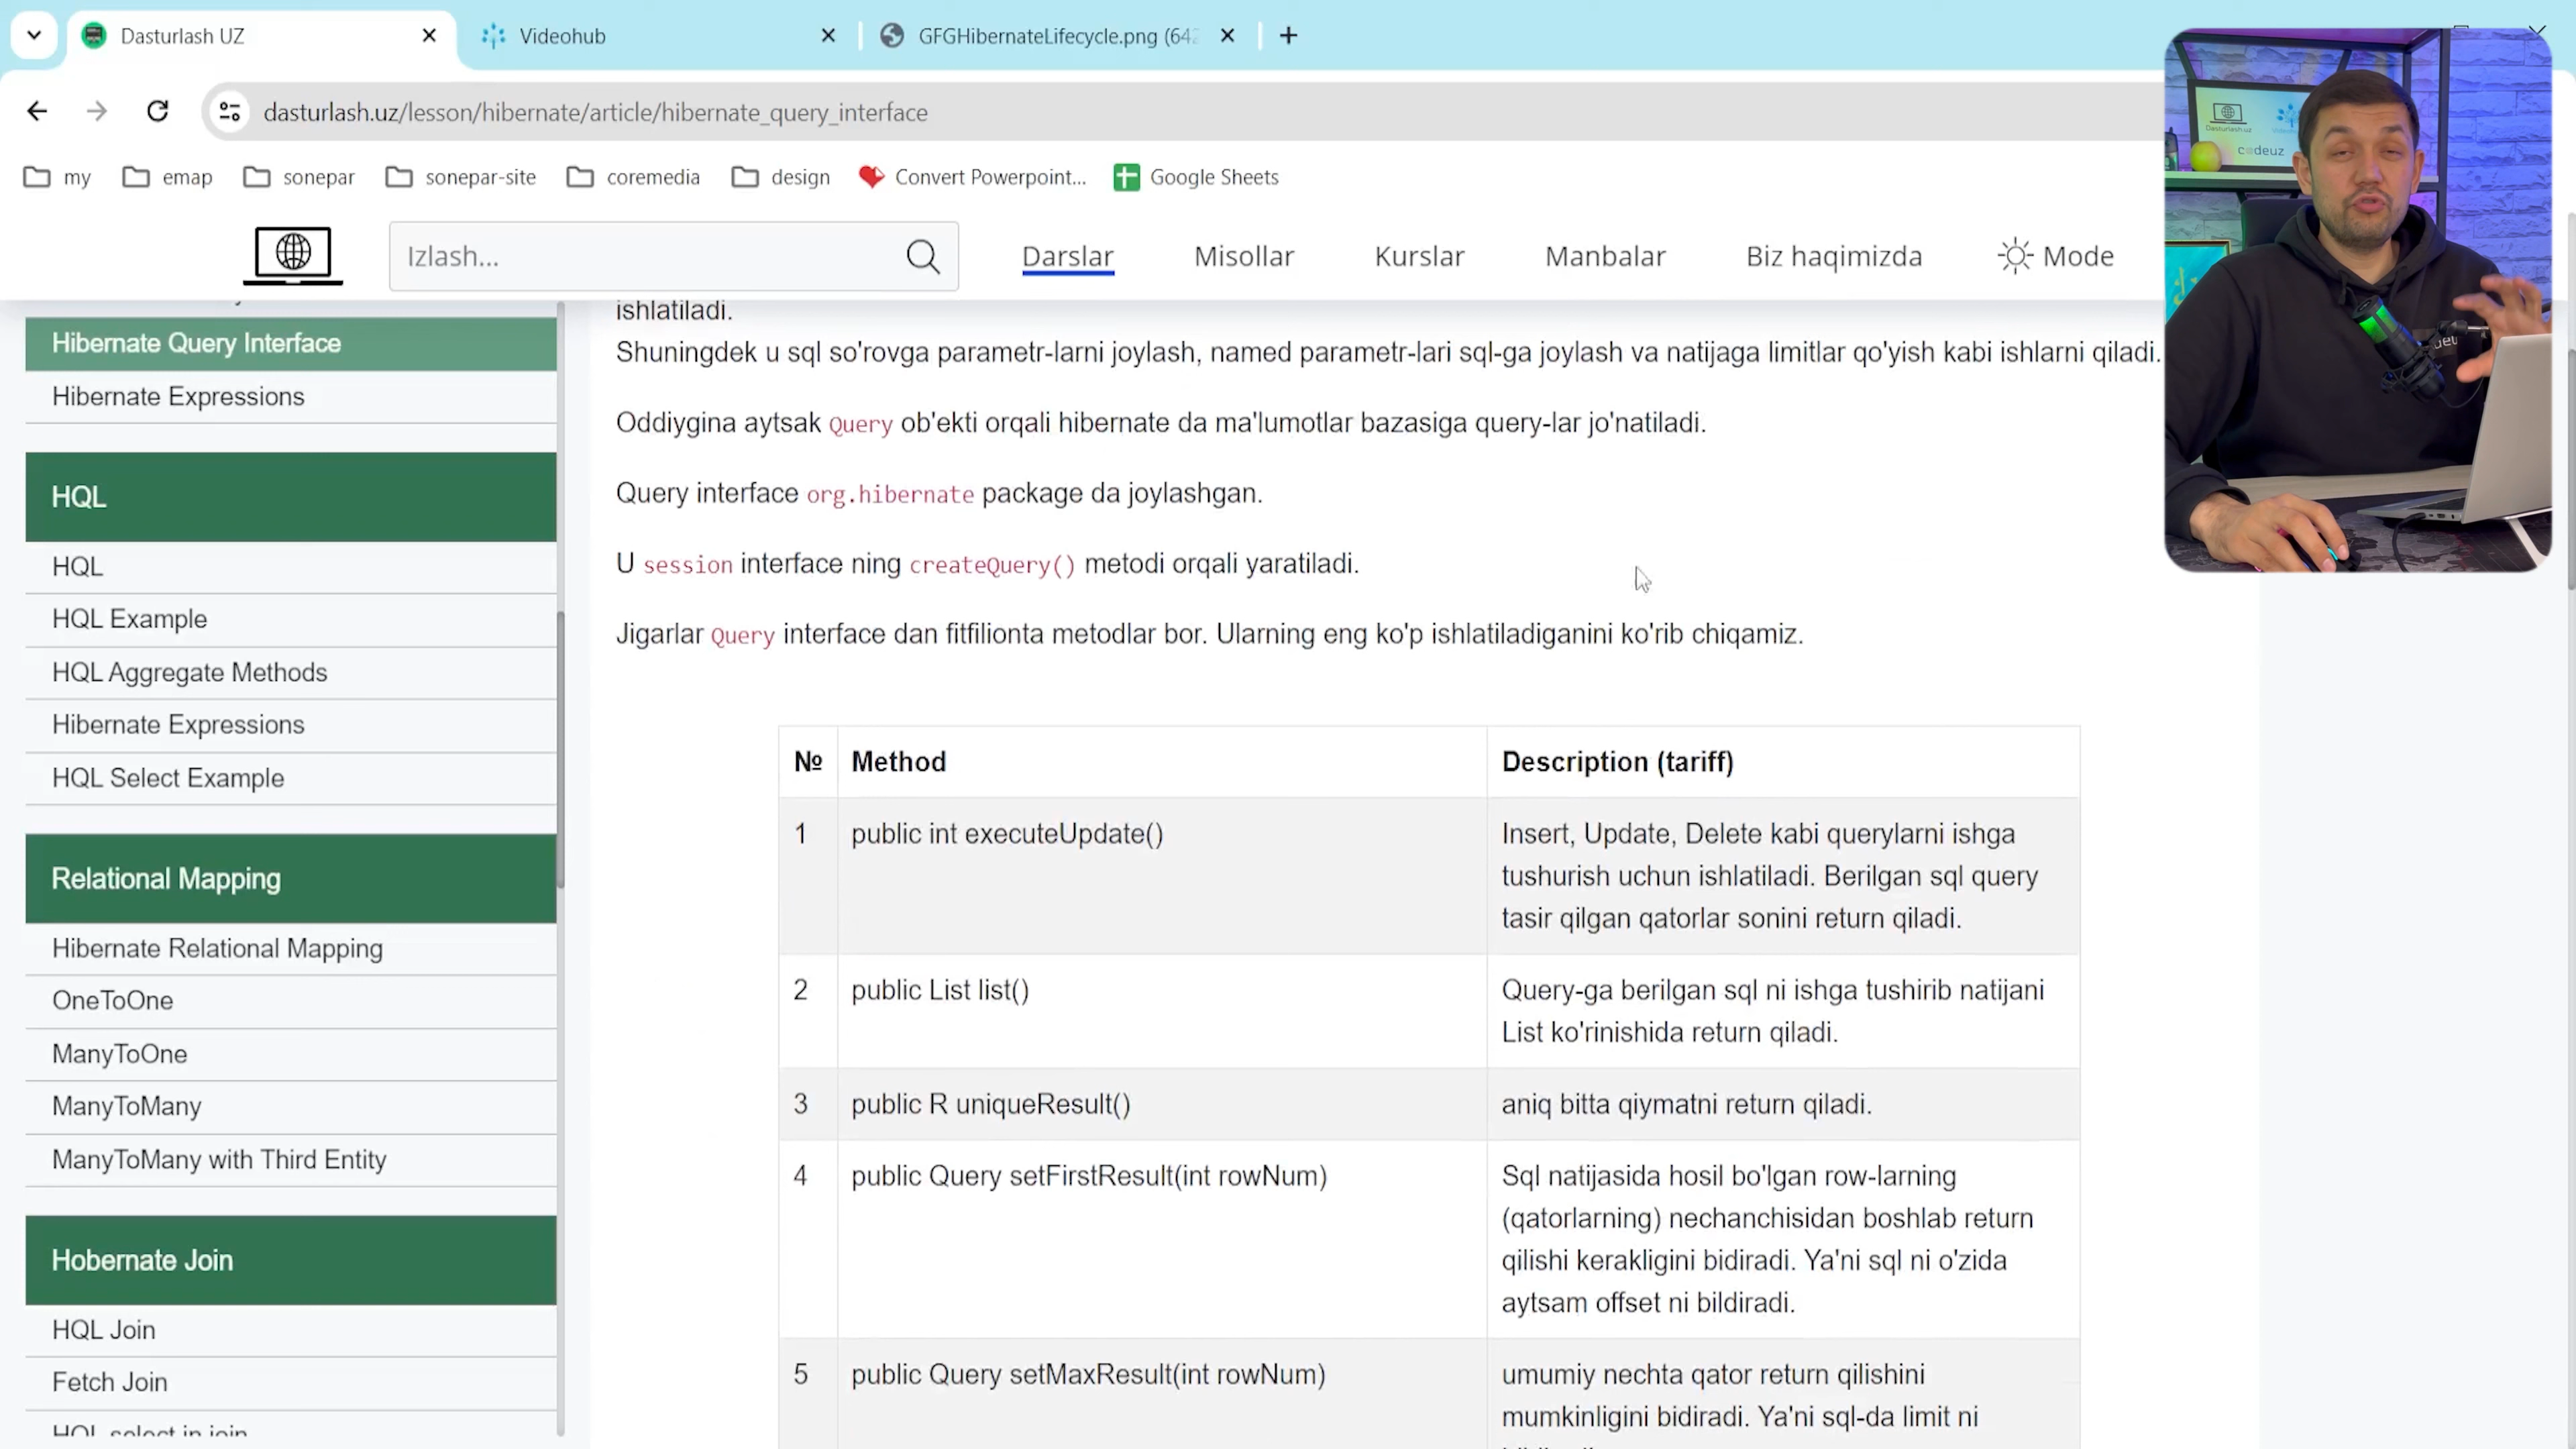 Dasturlash UZ
Videohub
GFGHibernateLifecycle.png (642
dasturlash.uz/lesson/hibernate/article/hibernate_query_interface
my
emap
sonepar
sonepar-site
coremedia
design
Convert Powerpoint...
Google Sheets
Izlash...
Darslar
Misollar
Kurslar
Manbalar
Biz haqimizda
Mode
Dasturlash.uz
codeuz
Hibernate Query Interface
Hibernate Expressions
HQL
HQL
HQL Example
HQL Aggregate Methods
Hibernate Expressions
HQL Select Example
Relational Mapping
Hibernate Relational Mapping
OneToOne
ManyToOne
ManyToMany
ManyToMany with Third Entity
Hobernate Join
HQL Join
Fetch Join
HQL select in join
ishlatiladi.
Shuningdek u sql so'rovga parametr-larni joylash, named parametr-lari sql-ga joylash va natijaga limitlar qo'yish kabi ishlarni qiladi.
Oddiygina aytsak Query ob'ekti orqali hibernate da ma'lumotlar bazasiga query-lar jo'natiladi.
Query interface org.hibernate package da joylashgan.
U session interface ning createQuery() metodi orqali yaratiladi.
Jigarlar Query interface dan fitfilionta metodlar bor. Ularning eng ko'p ishlatiladiganini ko'rib chiqamiz.
№ Method Description (tariff)
1 public int executeUpdate() Insert, Update, Delete kabi querylarni ishga
tushurish uchun ishlatiladi. Berilgan sql query
tasir qilgan qatorlar sonini return qiladi.
2 public List list() Query-ga berilgan sql ni ishga tushirib natijani
List ko'rinishida return qiladi.
3 public R uniqueResult() aniq bitta qiymatni return qiladi.
4 public Query setFirstResult(int rowNum) Sql natijasida hosil bo'lgan row-larning
(qatorlarning) nechanchisidan boshlab return
qilishi kerakligini bidiradi. Ya'ni sql ni o'zida
aytsam offset ni bildiradi.
5 public Query setMaxResult(int rowNum) umumiy nechta qator return qilishini
mumkinligini bidiradi. Ya'ni sql-da limit ni